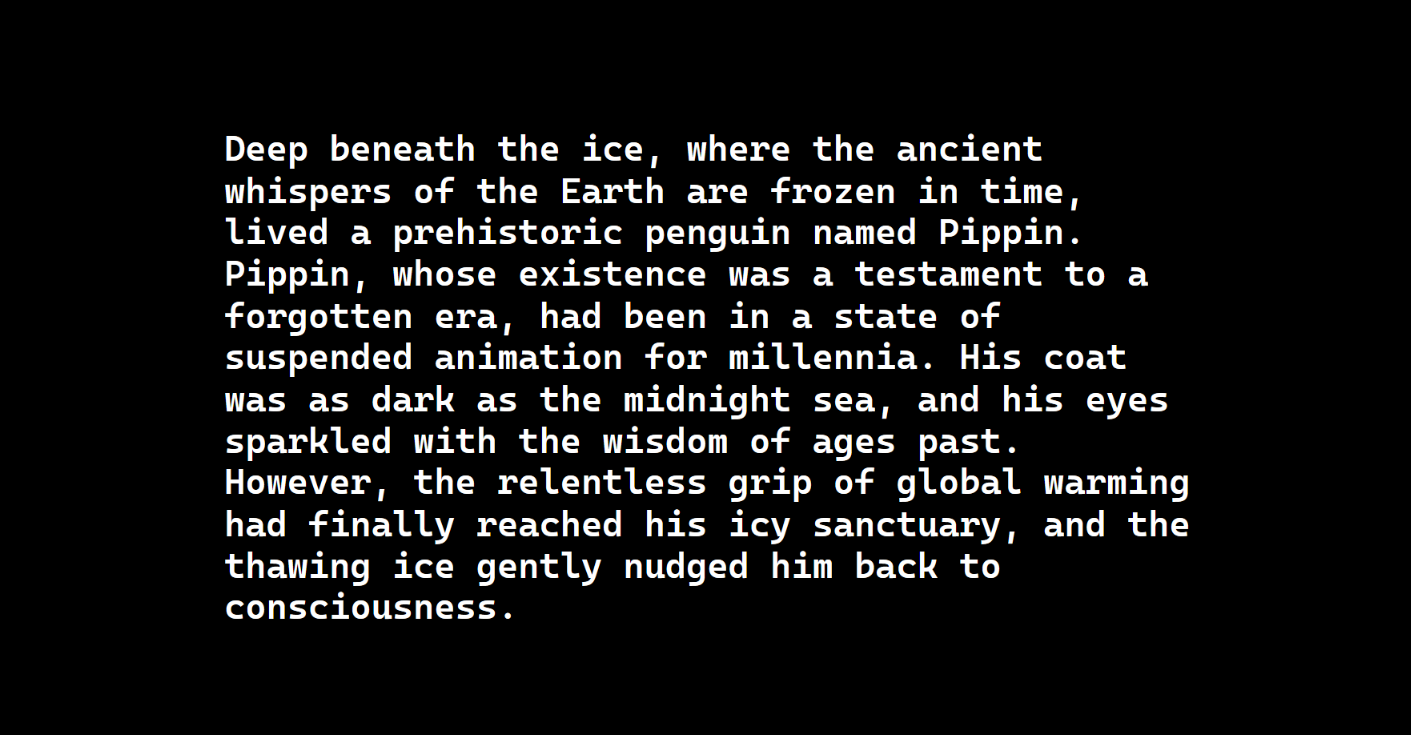 Deep beneath the ice, where the ancient
whispers of the Earth are frozen in time,
lived a prehistoric penguin named Pippin.
Pippin, whose existence was a testament to a
forgotten era, had been in a state of
suspended animation for millennia. His coat
was as dark as the midnight sea, and his eyes
sparkled with the wisdom of ages past.
However, the relentless grip of global warming
had finally reached his icy sanctuary, and the
thawing ice gently nudged him back to
consciousness.